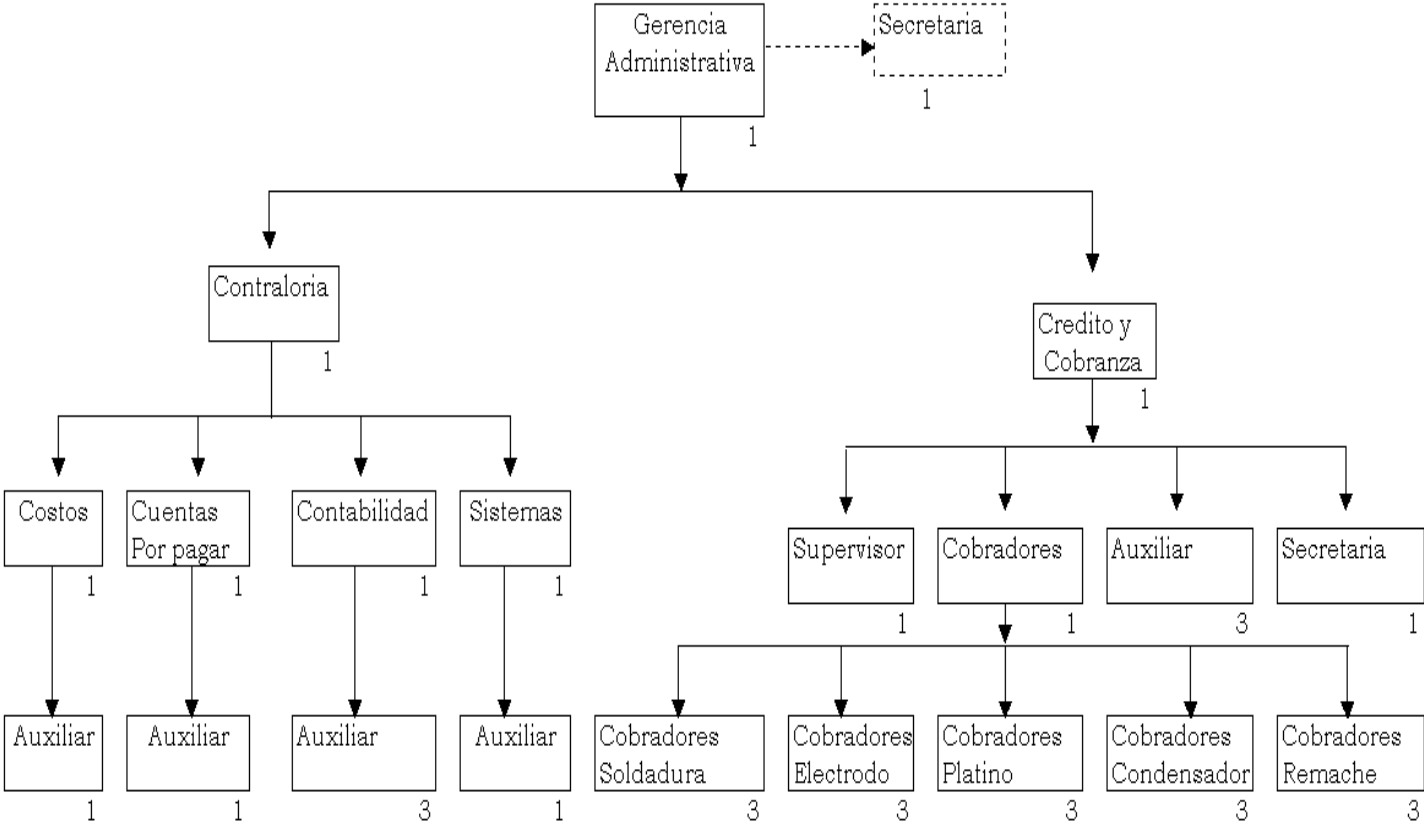 Gerencia
Administrativa
1
Secretaria
1
Contraloria
1
Credito y
Cobranza
1
Costos
1
Cuentas
Por pagar
1
Contabilidad
1
Sistemas
1
Supervisor
1
Cobradores
1
Auxiliar
3
Secretaria
1
Auxiliar
1
Auxiliar
1
Auxiliar
3
Auxiliar
1
Cobradores
Soldadura
3
Cobradores
Electrodo
3
Cobradores
Platino
3
Cobradores
Condensador
3
Cobradores
Remache
3